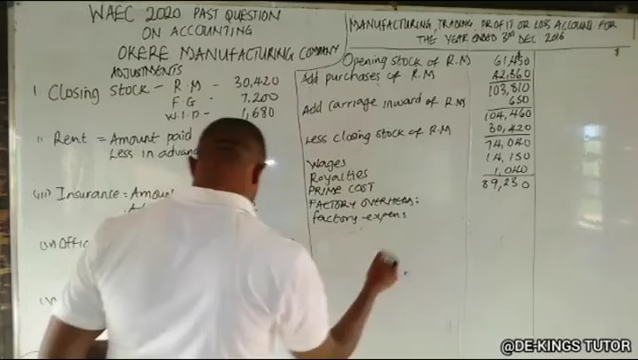 WAEC 2020 PAST QUESTION
ON ACCOUNTING
OKERE MANUFACTURING COMPANY
ADJUSTMENTS
I Closing stock - R.M - 30,420
F.G - 7,200
W.I.D - 1,680
II Rent = Amount paid
Less in advan
(III) Insurance = Amoun
MANUFACTURING, TRADING PROFIT OR LOSS ACCOUNT FOR
THE YEAR ENDED 31st DEC 2016
Opening stock of R.M 61,450
Add purchases of R.M 42,360
103,810
Add carriage inward of R.M 650
104,460
Less closing stock of R.M 30,420
74,040
Wages 14,150
Royalties 1,040
PRIME COST 89,230
FACTORY OVERHEAD:
factory-expens
@DE-KINGS TUTOR